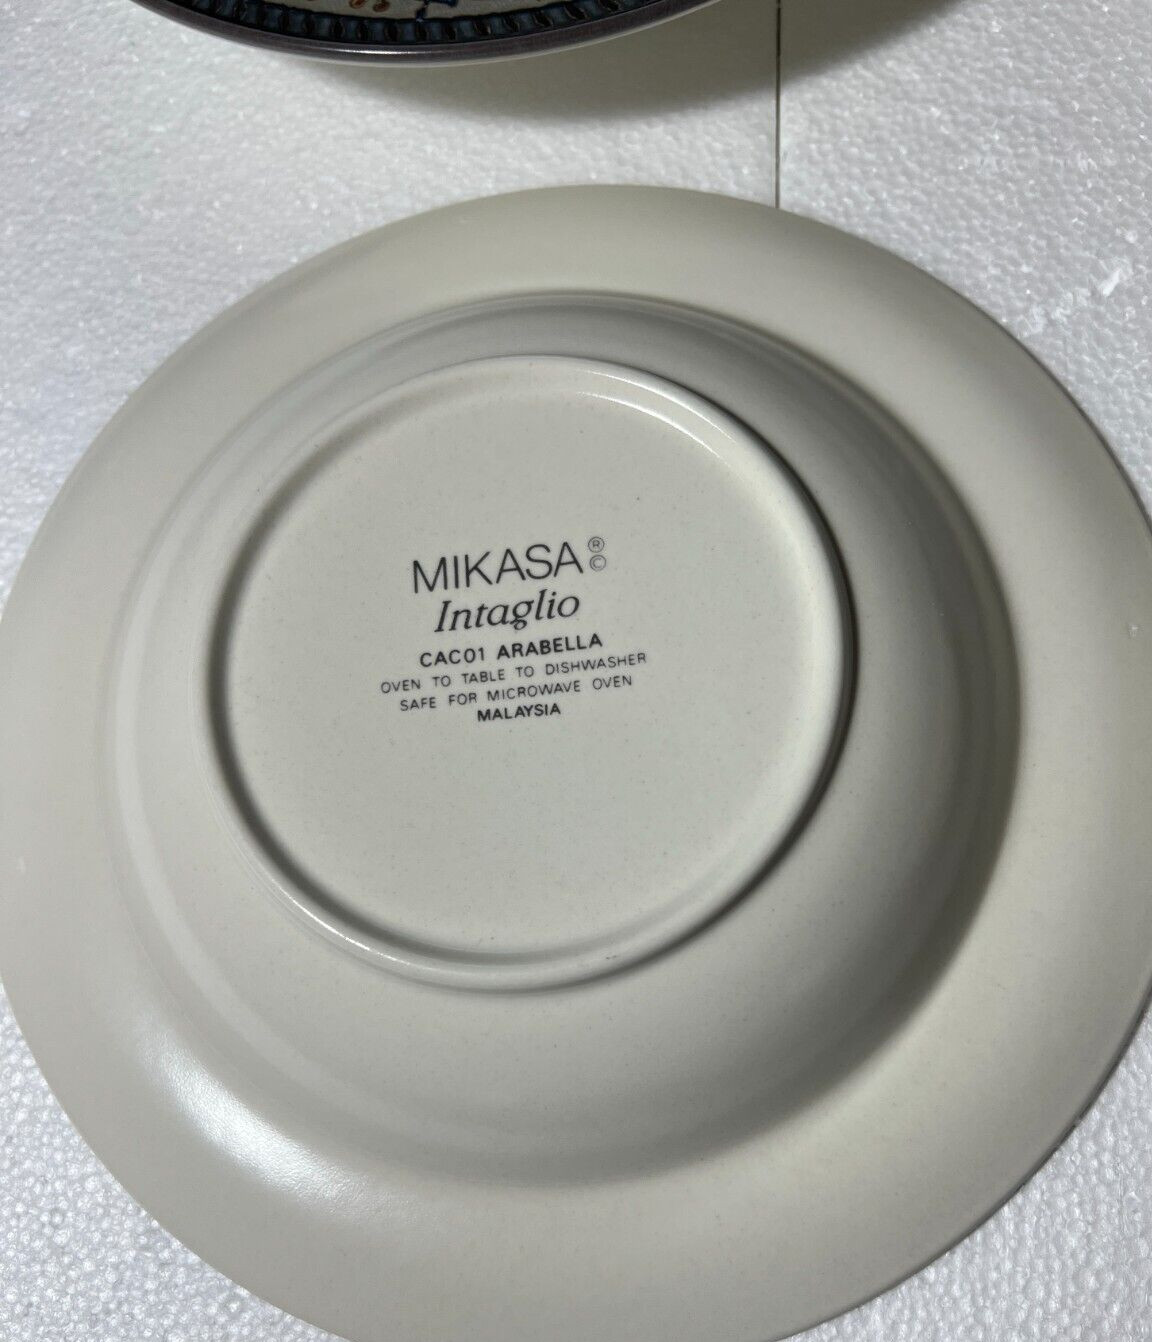 MIKASA ® ©
Intaglio
CAC01 ARABELLA
OVEN TO TABLE TO DISHWASHER
SAFE FOR MICROWAVE OVEN
MALAYSIA